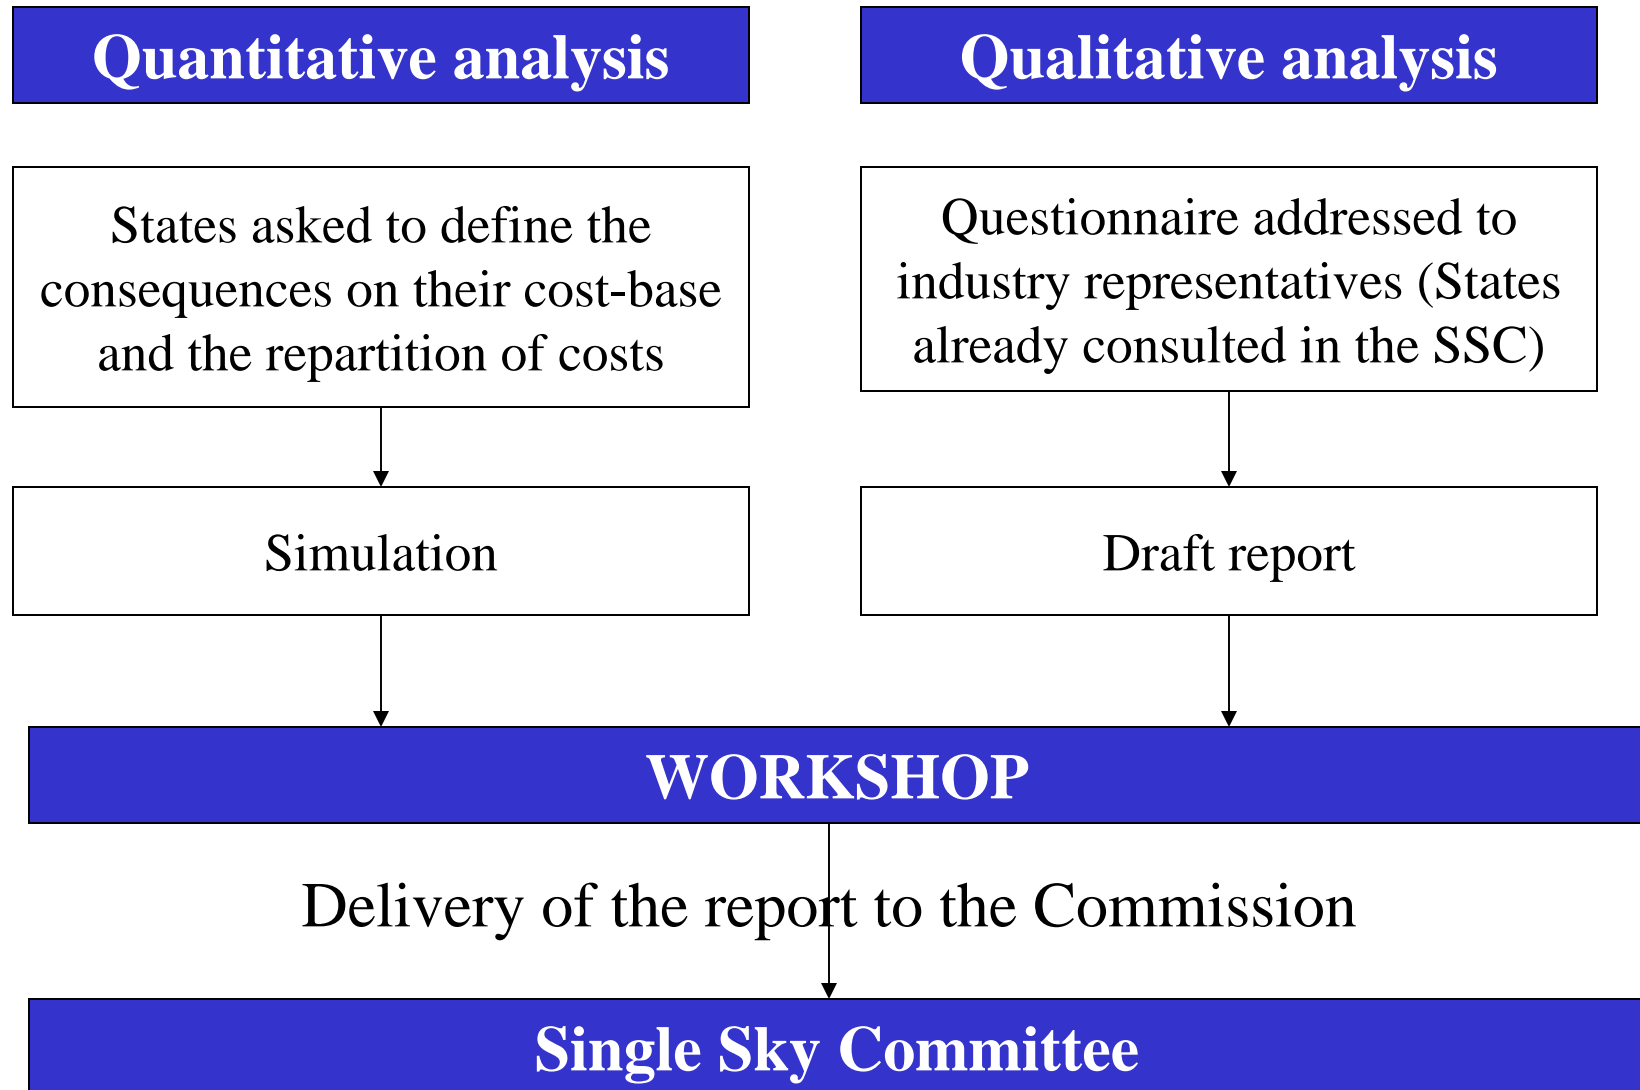 Quantitative analysis
Qualitative analysis
States asked to define the
consequences on their cost-base
and the repartition of costs
Questionnaire addressed to
industry representatives (States
already consulted in the SSC)
Simulation
Draft report
WORKSHOP
Delivery of the report to the Commission
Single Sky Committee